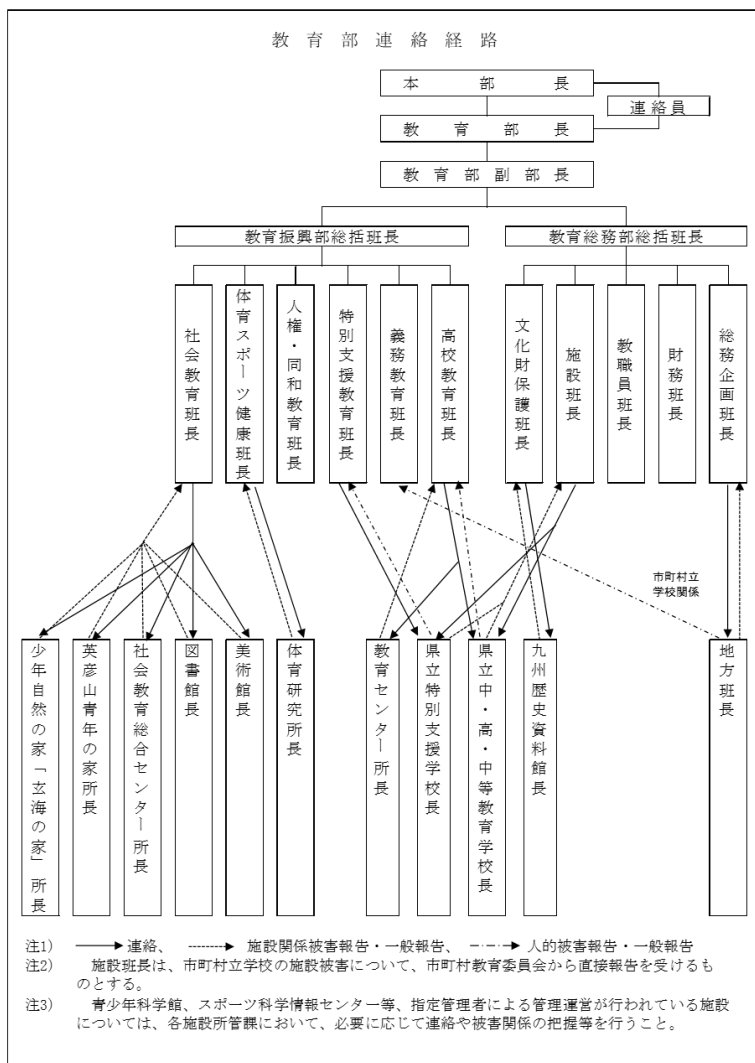 教育部連絡経路
本部長
連絡員
教育部長
教育部副部長
教育振興部総括班長
教育総務部総括班長
社会教育班長
体育スポーツ健康班長
人権・同和教育班長
特別支援教育班長
義務教育班長
高校教育班長
文化財保護班長
施設班長
教職員班長
財務班長
総務企画班長
市町村立
学校関係
少年自然の家「玄海の家」所長
英彦山青年の家所長
社会教育総合センター所長
図書館長
美術館長
体育研究所長
教育センター所長
県立特別支援学校長
県立中・高・中等教育学校長
九州歴史資料館長
地方班長
注1) 連絡、 施設関係被害報告・一般報告、 人的被害報告・一般報告
注2) 施設班長は、市町村立学校の施設被害について、市町村教育委員会から直接報告を受けるも
のとする。
注3) 青少年科学館、スポーツ科学情報センター等、指定管理者による管理運営が行われている施設
については、各施設所管課において、必要に応じて連絡や被害関係の把握等を行うこと。